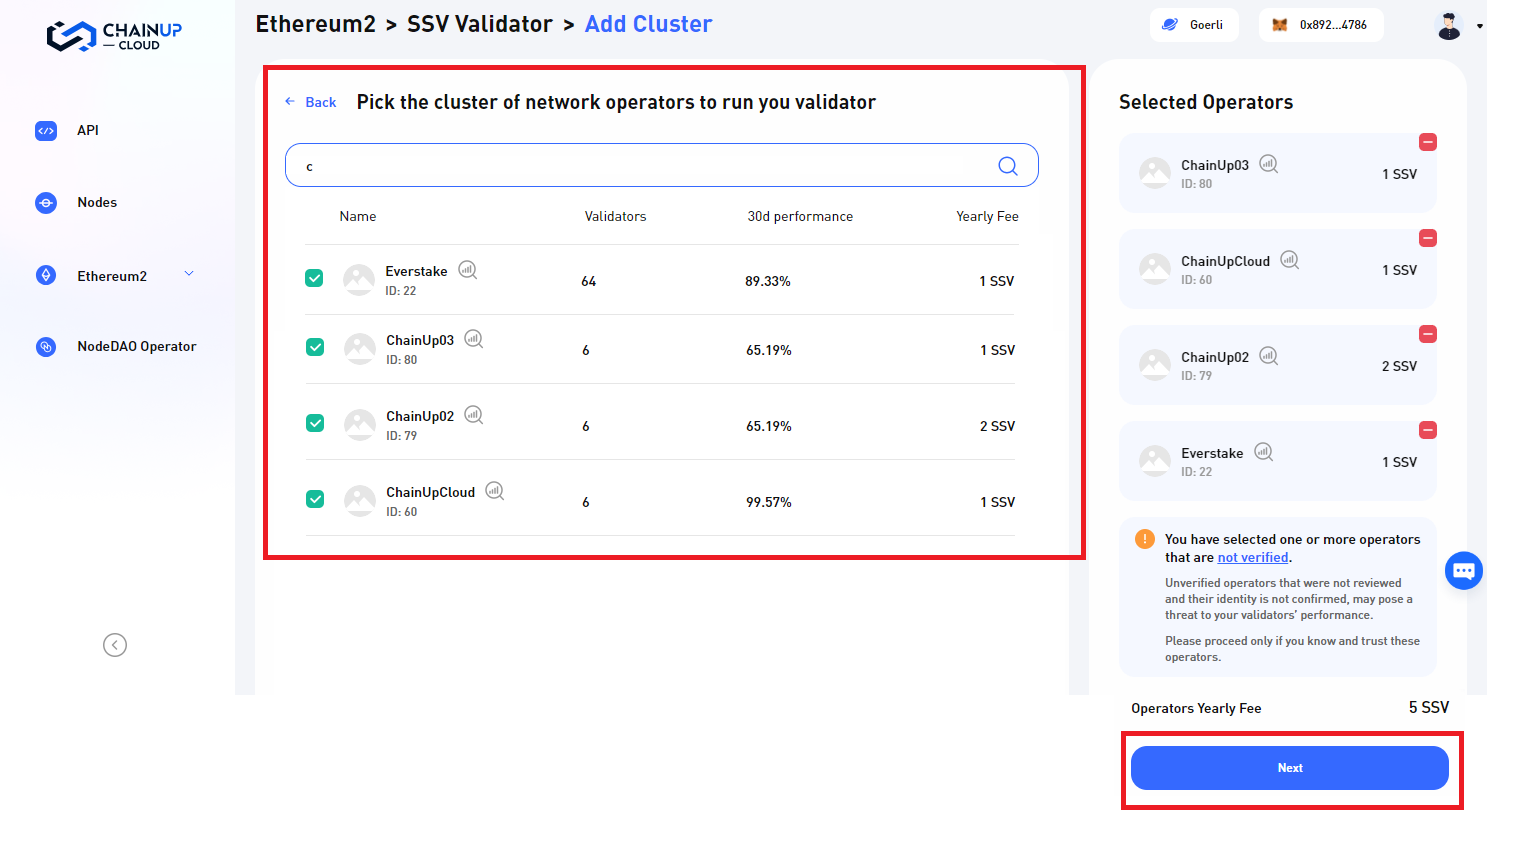 CHAINUP
CLOUD
API
Nodes
Ethereum2
NodeDAO Operator
Ethereum2 > SSV Validator > Add Cluster
Goerli
0x892...4786
Back
Pick the cluster of network operators to run you validator
c
Name Validators 30d performance Yearly Fee
Everstake
ID: 22
64 89.33% 1 SSV
ChainUp03
ID: 80
6 65.19% 1 SSV
ChainUp02
ID: 79
6 65.19% 2 SSV
ChainUpCloud
ID: 60
6 99.57% 1 SSV
Selected Operators
ChainUp03
ID: 80
1 SSV
ChainUpCloud
ID: 60
1 SSV
ChainUp02
ID: 79
2 SSV
Everstake
ID: 22
1 SSV
You have selected one or more operators
that are not verified.
Unverified operators that were not reviewed
and their identity is not confirmed, may pose a
threat to your validators’ performance.
Please proceed only if you know and trust these
operators.
Operators Yearly Fee 5 SSV
Next